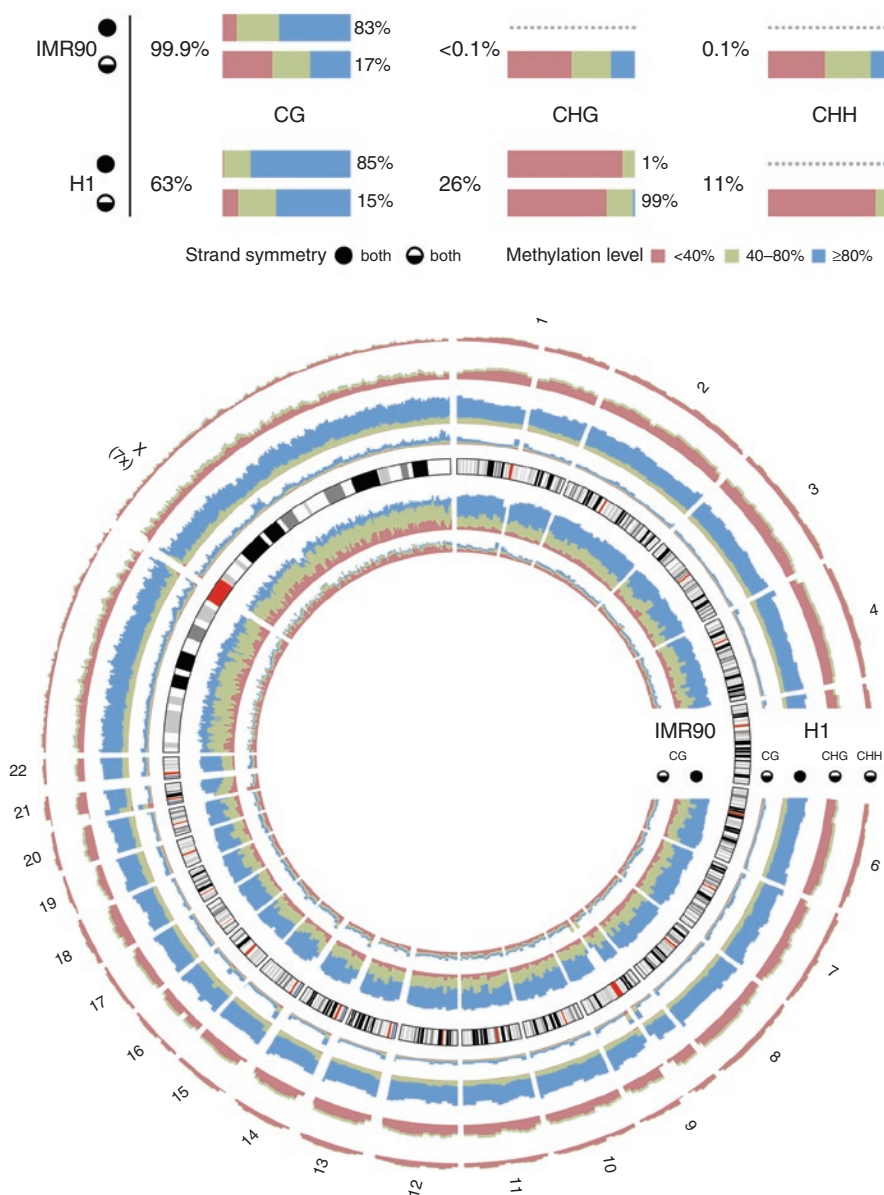 IMR90 99.9% 83% <0.1% 0.1%
17%
CG CHG CHH
H1 63% 85% 26% 1% 11%
15% 99%
Strand symmetry both both Methylation level <40% 40–80% ≥80%
1
2
3
4
X
(x7)
IMR90 H1
CG CG CHG CHH
22
21
20
19
18
17
16
15
14
13
12
11
10
9
8
7
6